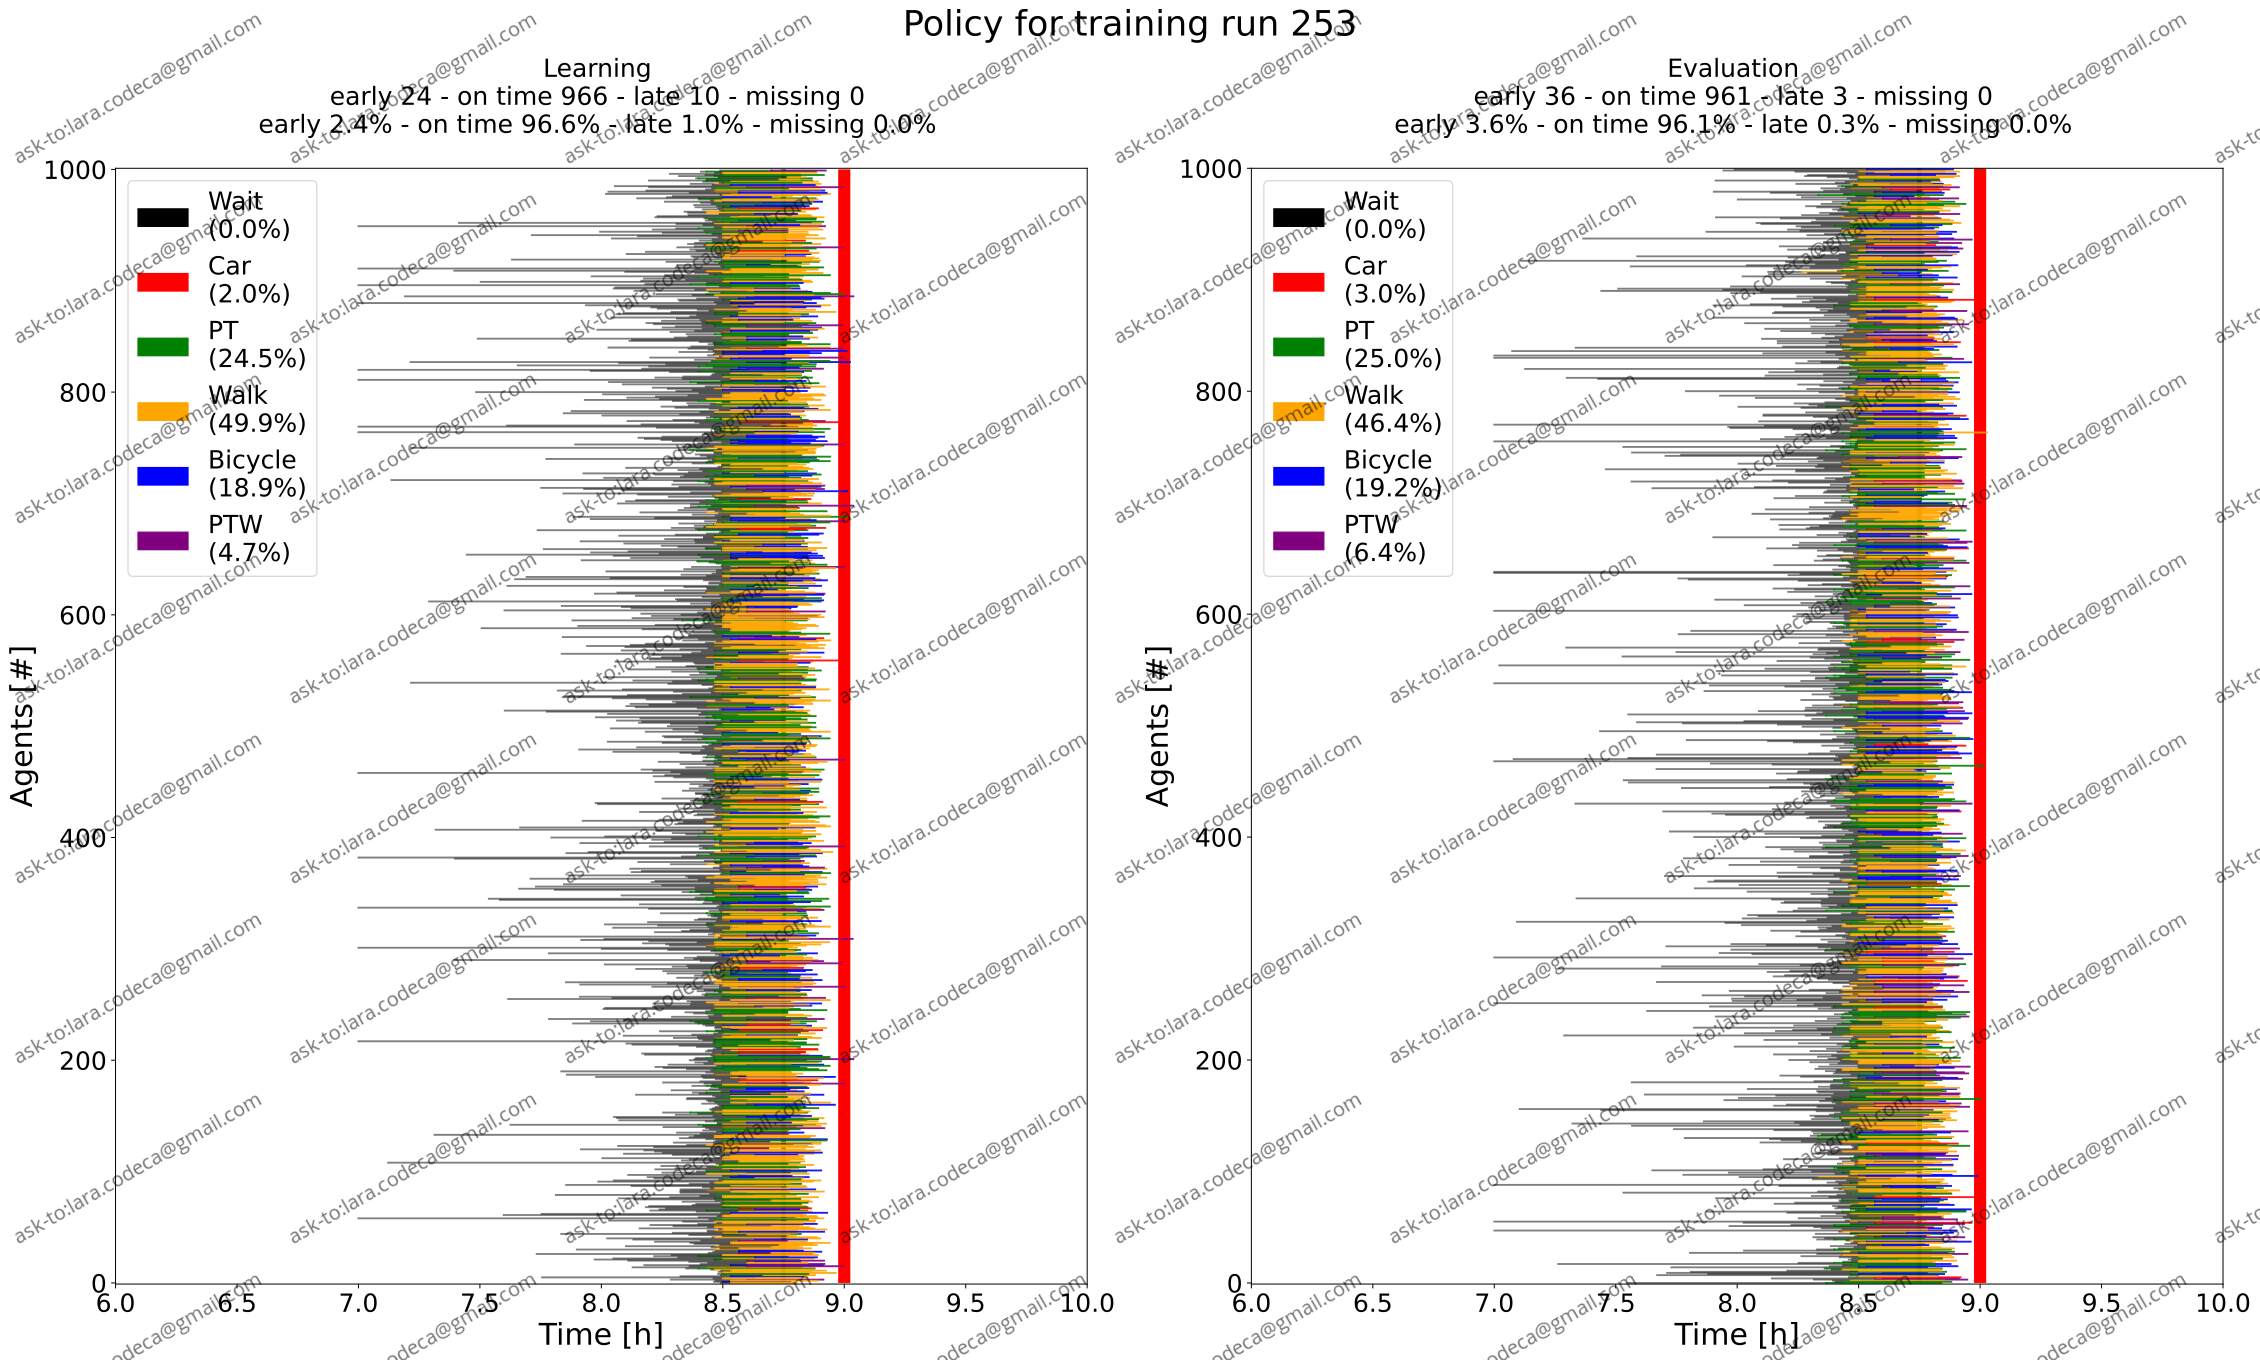 Policy for training run 253
Learning
early 24 - on time 966 - late 10 - missing 0
early 2.4% - on time 96.6% - late 1.0% - missing 0.0%
1000
800
600
400
200
0
Agents [#]
Wait
(0.0%)
Car
(2.0%)
PT
(24.5%)
Walk
(49.9%)
Bicycle
(18.9%)
PTW
(4.7%)
6.0 6.5 7.0 7.5 8.0 8.5 9.0 9.5 10.0
Time [h]
Evaluation
early 36 - on time 961 - late 3 - missing 0
early 3.6% - on time 96.1% - late 0.3% - missing 0.0%
1000
800
600
400
200
0
Agents [#]
Wait
(0.0%)
Car
(3.0%)
PT
(25.0%)
Walk
(46.4%)
Bicycle
(19.2%)
PTW
(6.4%)
6.0 6.5 7.0 7.5 8.0 8.5 9.0 9.5 10.0
Time [h]
ask-to:lara.codeca@gmail.com